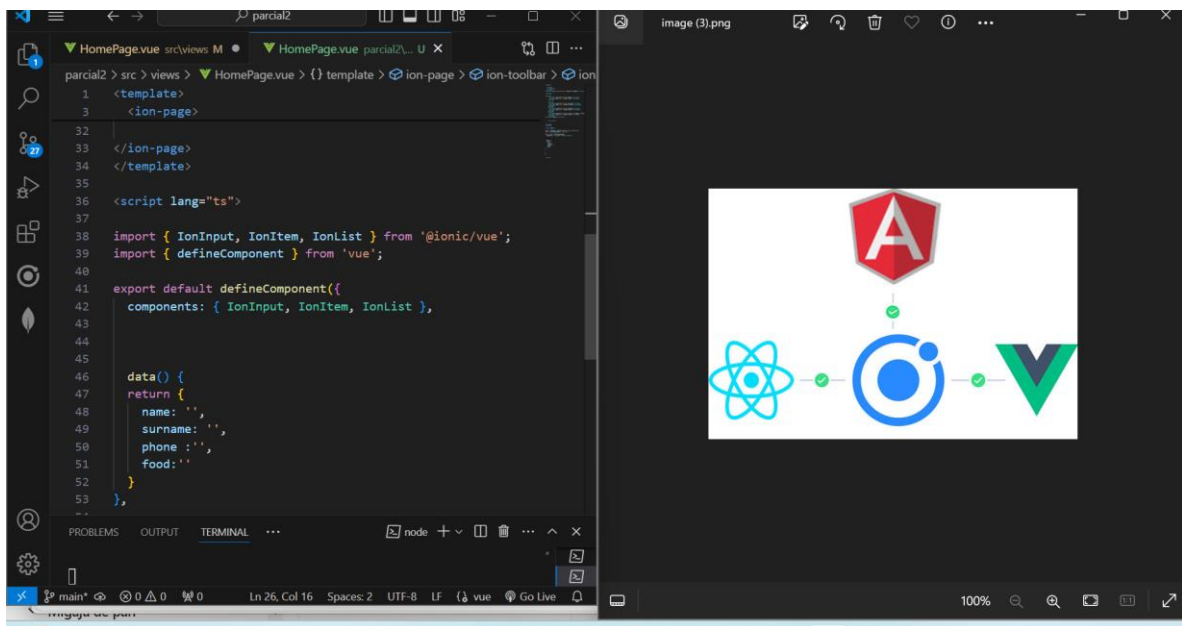 parcial2
HomePage.vue src\views M
HomePage.vue parcial2\... U
parcial2 > src > views > HomePage.vue > {} template > ion-page > ion-toolbar > ion
1 <template>
3 <ion-page>
32
33 </ion-page>
34 </template>
35
36 <script lang="ts">
37
38 import { IonInput, IonItem, IonList } from '@ionic/vue';
39 import { defineComponent } from 'vue';
40
41 export default defineComponent({
42 components: { IonInput, IonItem, IonList },
43
44
45
46 data() {
47 return {
48 name: '',
49 surname: '',
50 phone :'',
51 food:''
52 }
53 },
PROBLEMS OUTPUT TERMINAL ... node
main* 0 0 0 Ln 26, Col 16 Spaces: 2 UTF-8 LF vue Go Live
1
27
image (3).png
A
100%
1:1